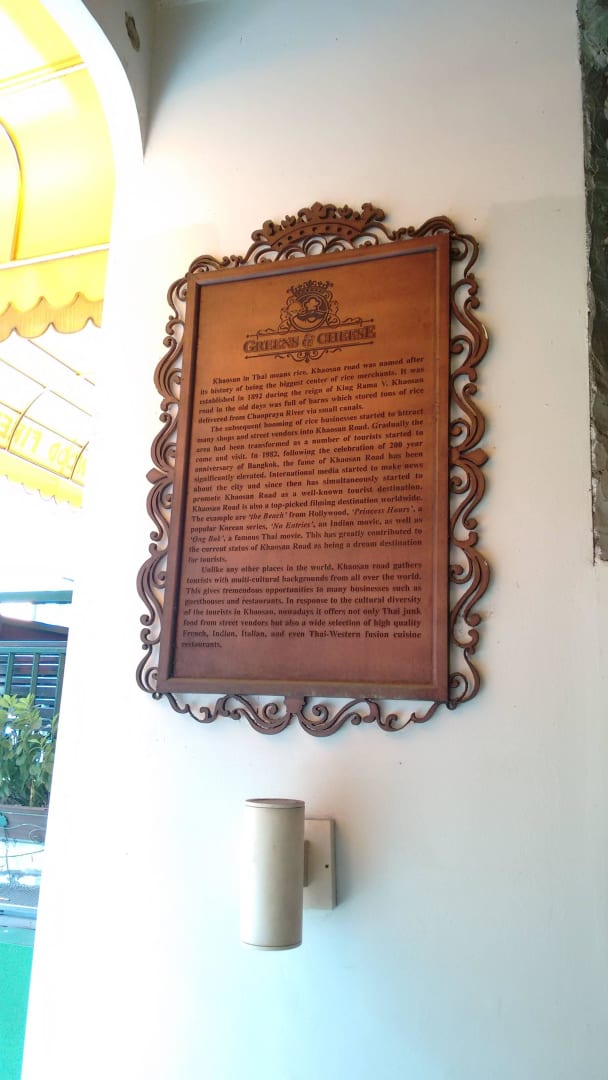 GREENS & CHEESE
Khaosan in Thai means rice. Khaosan road was named after
its history of being the biggest center of rice merchants. It was
established in 1892 during the reign of King Rama V. Khaosan
road in the old days was full of barns which stored tons of rice
delivered from Chaopraya River via small canals.
The subsequent booming of rice businesses started to attract
many shops and street vendors into Khaosan Road. Gradually the
area had been transformed as a number of tourists started to
come and visit. In 1982, following the celebration of 200 year
anniversary of Bangkok, the fame of Khaosan Road has been
significantly elevated. International media started to make news
about the city and since then has simultaneously started to
promote Khaosan Road as a well-known tourist destination.
Khaosan Road is also a top-picked filming destination worldwide.
The example are 'the Beach' from Hollywood, 'Princess Hours', a
popular Korean series, 'No Entries', an Indian movie, as well as
'Ong Bak', a famous Thai movie. This has greatly contributed to
the current status of Khaosan Road as being a dream destination
for tourists.
Unlike any other places in the world, Khaosan road gathers
tourists with multi-cultural backgrounds from all over the world.
This gives tremendous opportunities in many businesses such as
guesthouses and restaurants. In response to the cultural diversity
of the tourists in Khaosan, nowadays it offers not only Thai Junk
food from street vendors but also a wide selection of high quality
French, Indian, Italian, and even Thai-Western fusion cuisine
restaurants.